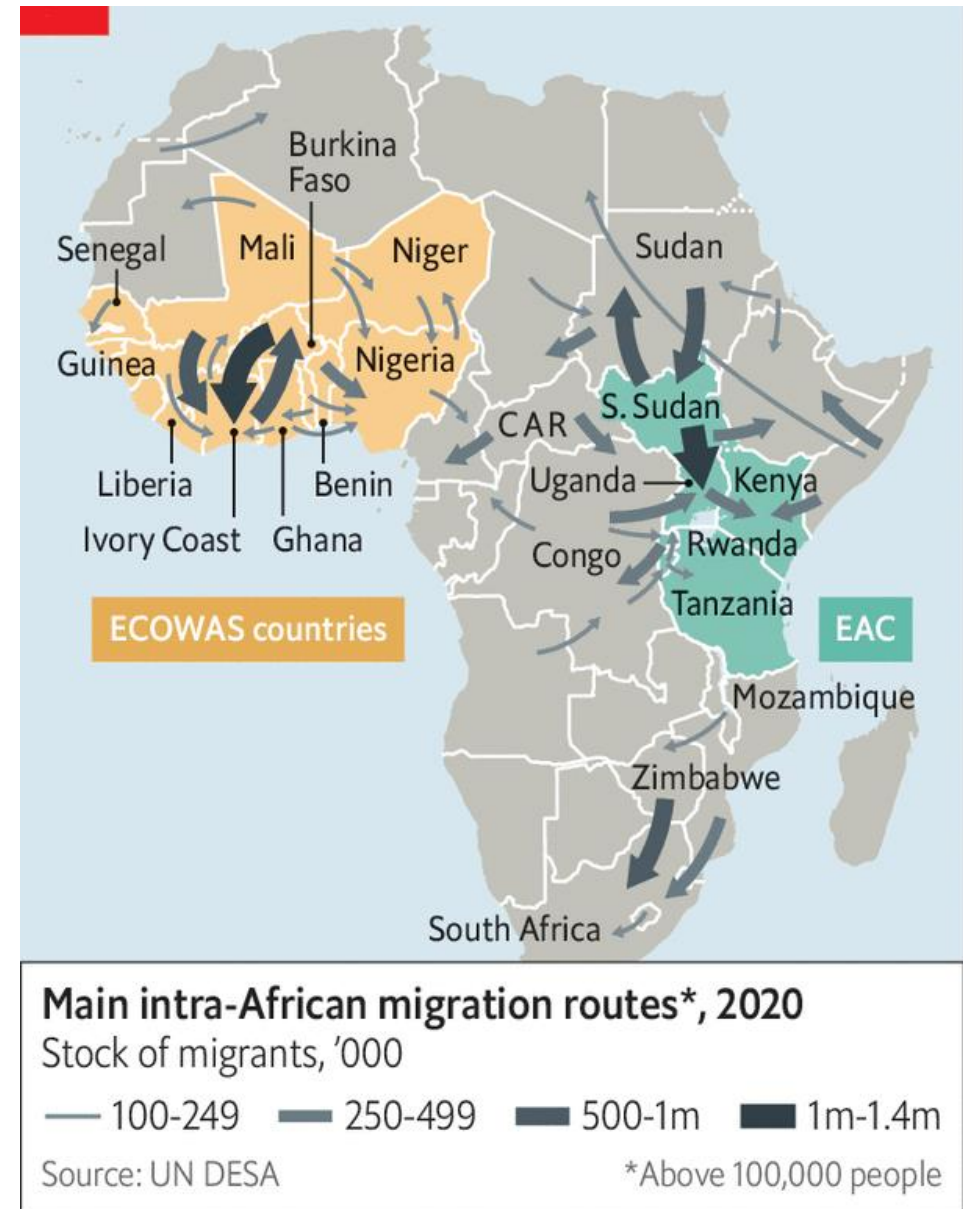 Burkina
Faso
Senegal
Mali
Niger
Sudan
Guinea
Nigeria
CAR
S. Sudan
Liberia
Benin
Uganda
Kenya
Ivory Coast
Ghana
Congo
Rwanda
Tanzania
ECOWAS countries
EAC
Mozambique
Zimbabwe
South Africa
Main intra-African migration routes*, 2020
Stock of migrants, ’000
100-249 250-499 500-1m 1m-1.4m
Source: UN DESA *Above 100,000 people